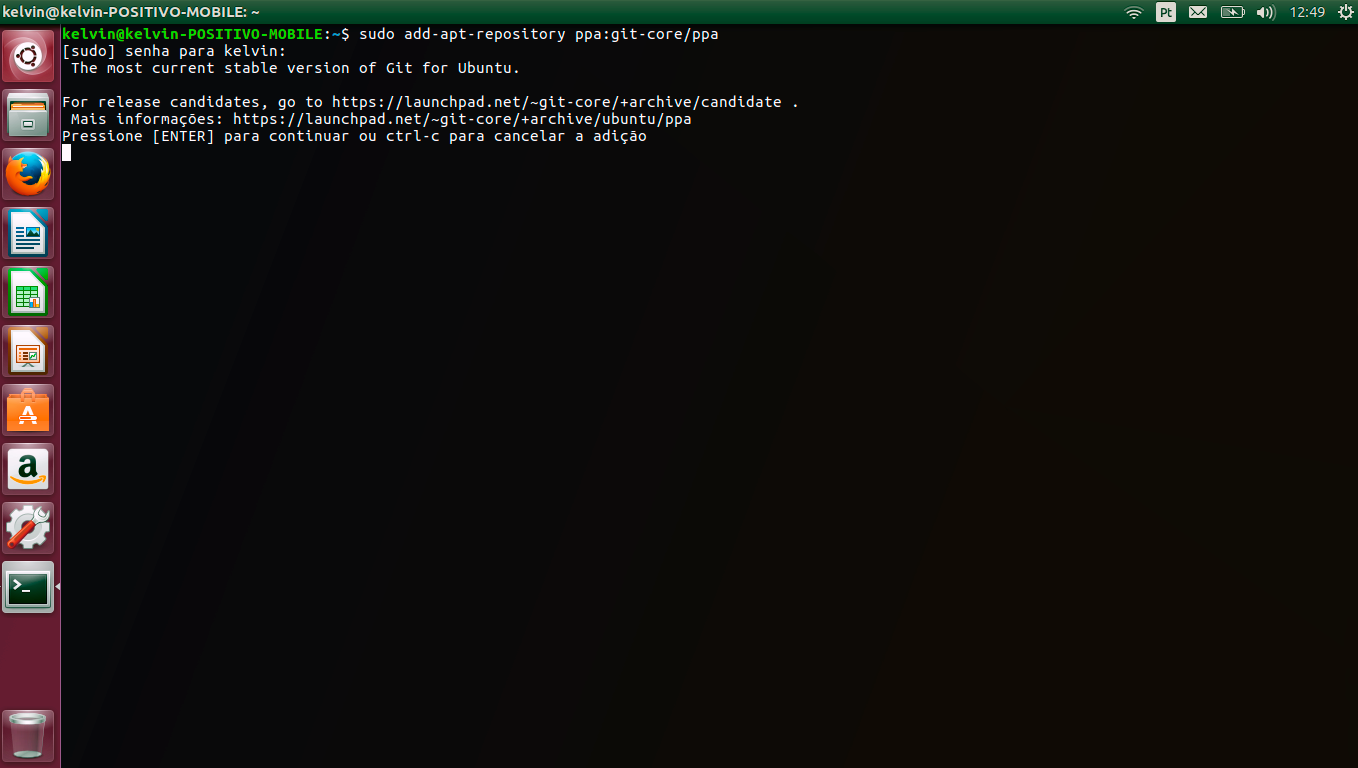 kelvin@kelvin-POSITIVO-MOBILE: ~
Pt
12:49
kelvin@kelvin-POSITIVO-MOBILE:~$ sudo add-apt-repository ppa:git-core/ppa
[sudo] senha para kelvin:
The most current stable version of Git for Ubuntu.
For release candidates, go to https://launchpad.net/~git-core/+archive/candidate .
Mais informações: https://launchpad.net/~git-core/+archive/ubuntu/ppa
Pressione [ENTER] para continuar ou ctrl-c para cancelar a adição